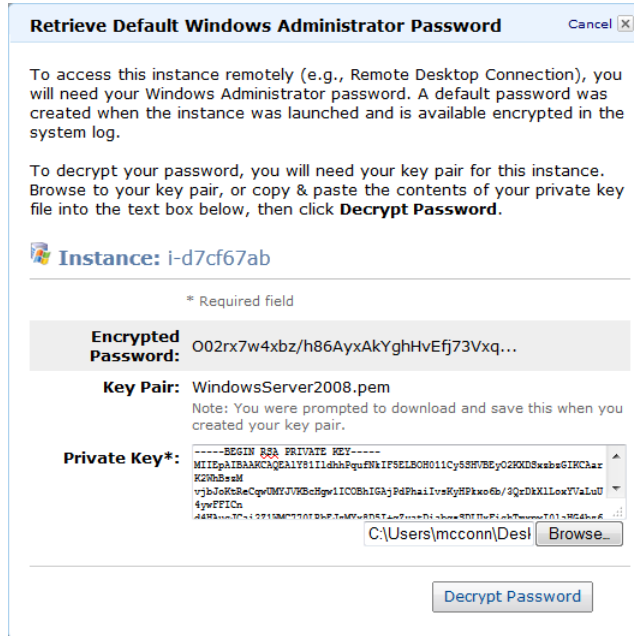 Retrieve Default Windows Administrator Password Cancel
To access this instance remotely (e.g., Remote Desktop Connection), you
will need your Windows Administrator password. A default password was
created when the instance was launched and is available encrypted in the
system log.
To decrypt your password, you will need your key pair for this instance.
Browse to your key pair, or copy & paste the contents of your private key
file into the text box below, then click Decrypt Password.
Instance: i-d7cf67ab
* Required field
Encrypted
Password: O02rx7w4xbz/h86AyxAkYghHvEfj73Vxq...
Key Pair: WindowsServer2008.pem
Note: You were prompted to download and save this when you
created your key pair.
Private Key*:
-----BEGIN RSA PRIVATE KEY-----
C:\Users\mcconn\Desl Browse...
Decrypt Password